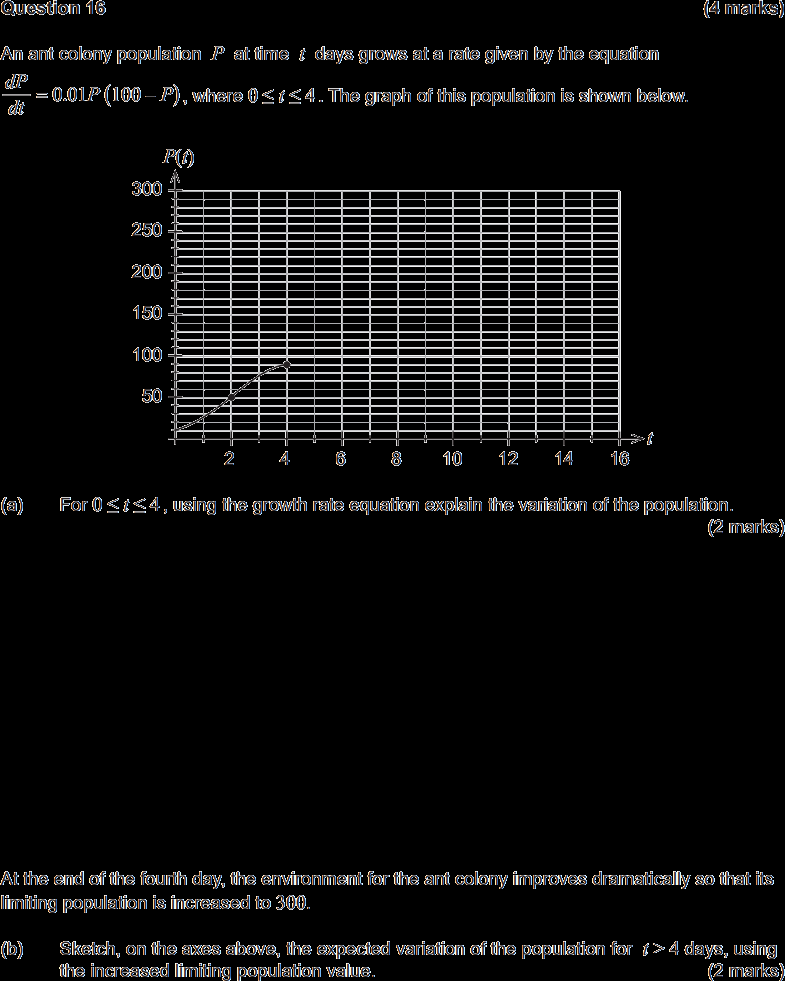 Question 16 (4 marks)
An ant colony population P at time t days grows at a rate given by the equation
dP/dt = 0.01P (100 − P), where 0 ≤ t ≤ 4. The graph of this population is shown below.
P(t)
300
250
200
150
100
50
2 4 6 8 10 12 14 16 t
(a) For 0 ≤ t ≤ 4, using the growth rate equation explain the variation of the population.
(2 marks)
At the end of the fourth day, the environment for the ant colony improves dramatically so that its
limiting population is increased to 300.
(b) Sketch, on the axes above, the expected variation of the population for t > 4 days, using
the increased limiting population value. (2 marks)